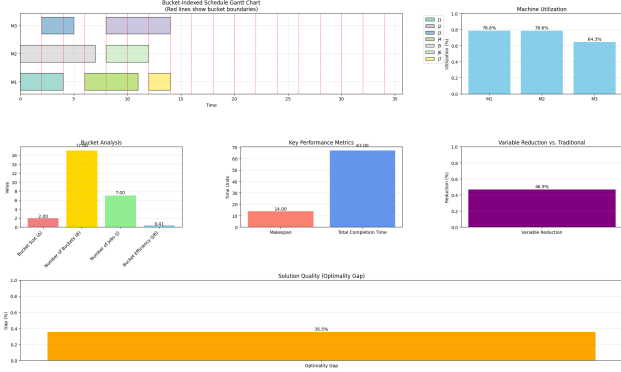 Bucket-Indexed Schedule Gantt Chart
(Red lines show bucket boundaries)
M3
M2
M1
0
5
10
15
20
25
30
35
Time
J1
J2
J3
J4
J5
J6
J7
Machine Utilization
Utilization (%)
1.0
0.8
0.6
0.4
0.2
0.0
78.6%
78.6%
64.3%
M1
M2
M3
Bucket Analysis
Value
16
14
12
10
8
6
4
2
0
2.00
17.00
7.00
0.41
Bucket Size (Δ)
Number of Buckets (B)
Number of Jobs (J)
Bucket Efficiency (J/B)
Key Performance Metrics
Time Units
70
60
50
40
30
20
10
0
14.00
67.00
Makespan
Total Completion Time
Variable Reduction vs. Traditional
Reduction (%)
1.0
0.8
0.6
0.4
0.2
0.0
46.9%
Variable Reduction
Solution Quality (Optimality Gap)
Gap (%)
1.0
0.8
0.6
0.4
0.2
0.0
35.5%
Optimality Gap